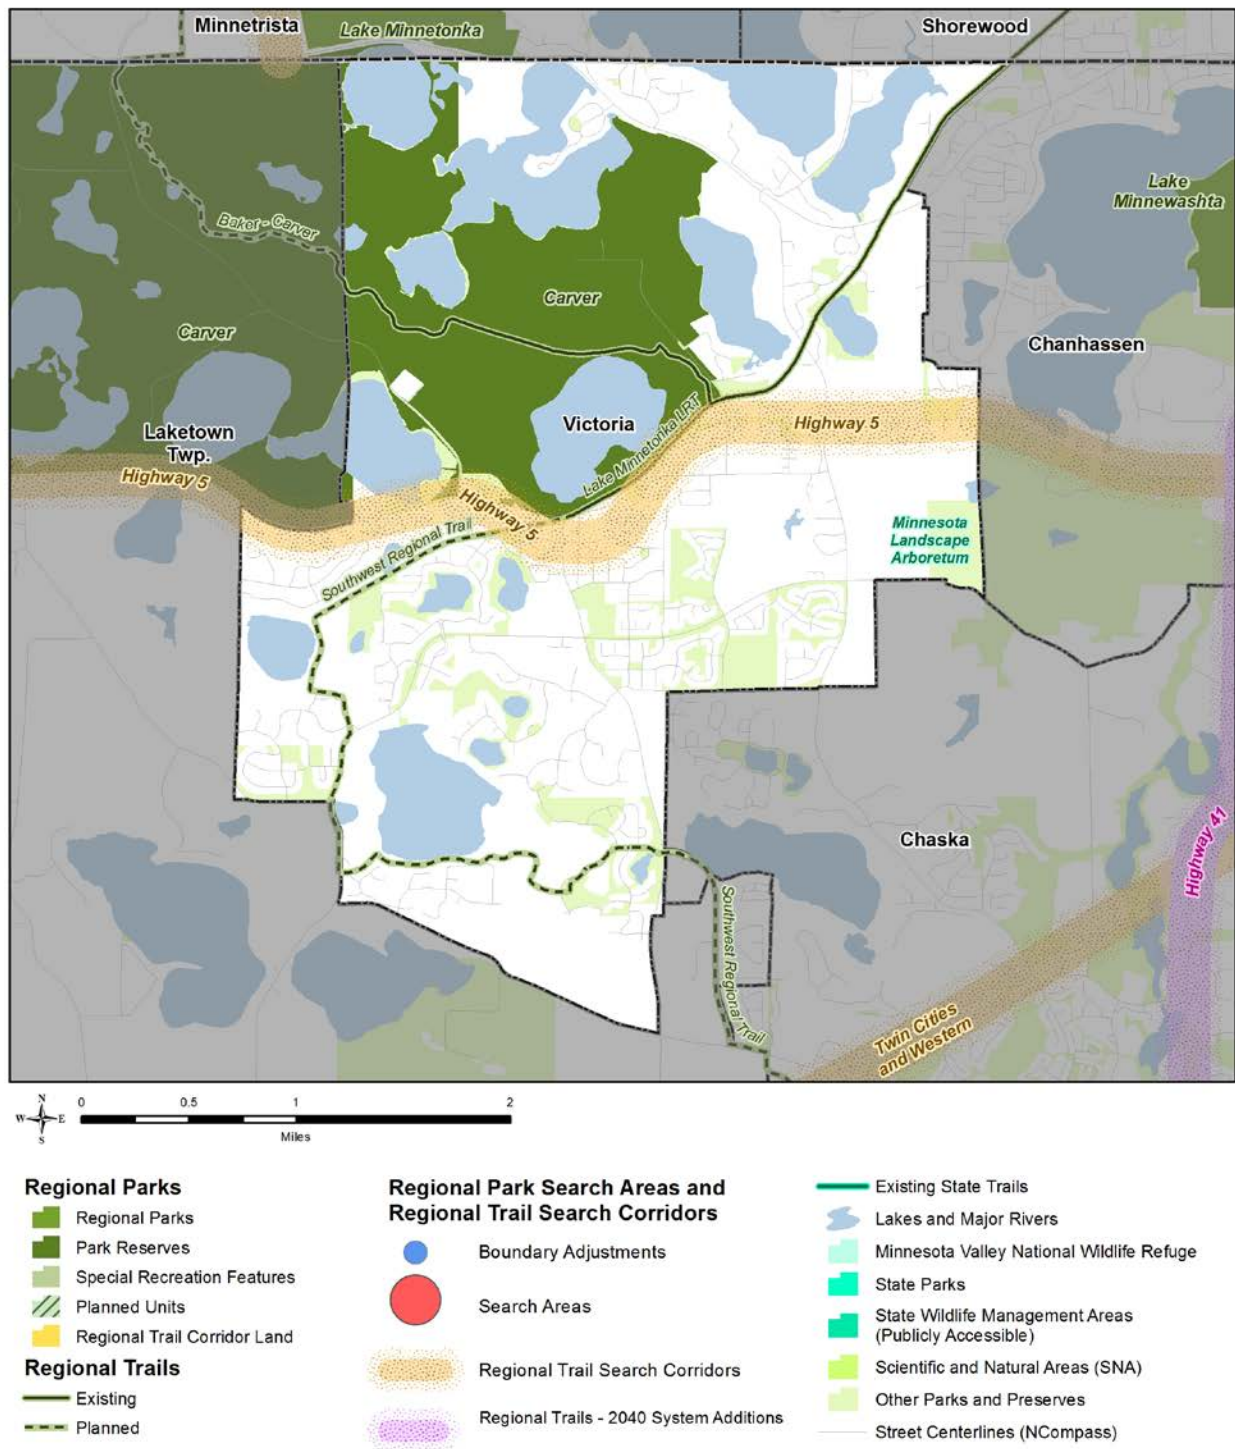 Minnetrista
Lake Minnetonka
Shorewood
Lake
Minnewashta
Baker - Carver
Carver
Carver
Chanhassen
Victoria
Lake Minnetonka LRT
Highway 5
Laketown
Twp.
Highway 5
Highway 5
Southwest Regional Trail
Minnesota
Landscape
Arboretum
Chaska
Highway 41
Southwest Regional Trail
Twin Cities
and Western
N
W
E
S
0
0.5
1
2
Miles
Regional Parks
Regional Parks
Park Reserves
Special Recreation Features
Planned Units
Regional Trail Corridor Land
Regional Trails
Existing
Planned
Regional Park Search Areas and
Regional Trail Search Corridors
Boundary Adjustments
Search Areas
Regional Trail Search Corridors
Regional Trails - 2040 System Additions
Existing State Trails
Lakes and Major Rivers
Minnesota Valley National Wildlife Refuge
State Parks
State Wildlife Management Areas
(Publicly Accessible)
Scientific and Natural Areas (SNA)
Other Parks and Preserves
Street Centerlines (NCompass)